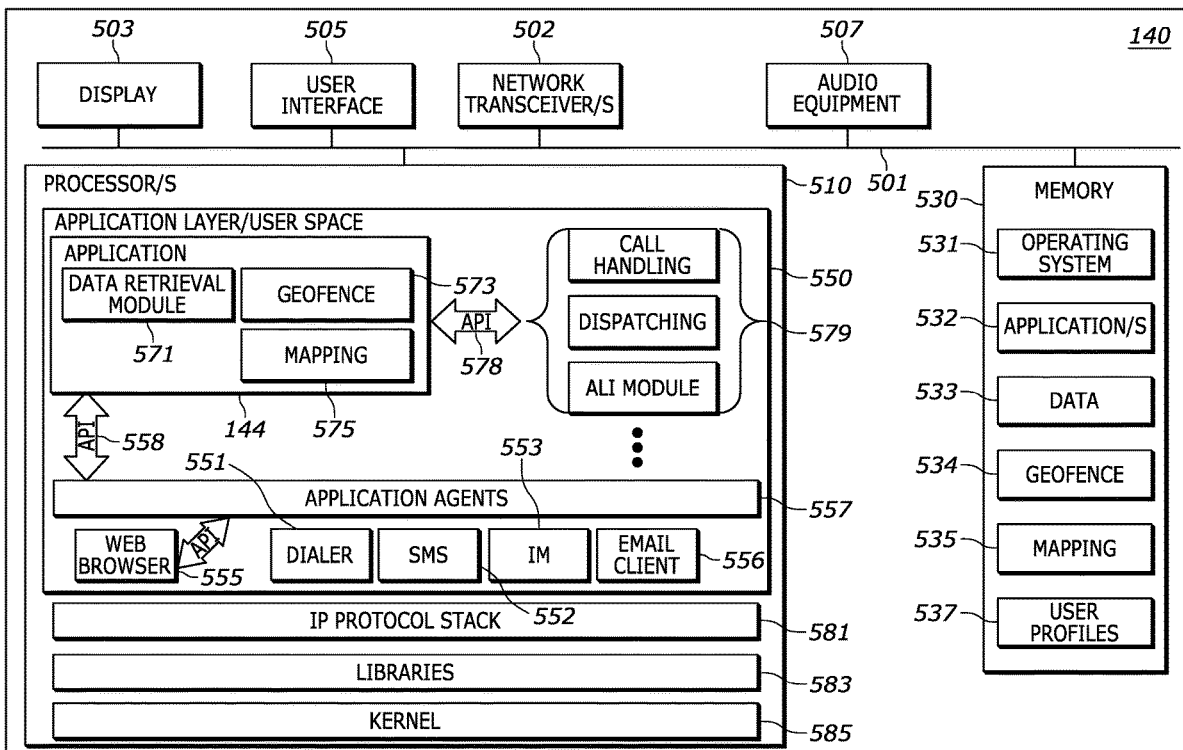 503
505
502
507
140
DISPLAY
USER
INTERFACE
NETWORK
TRANSCEIVER/S
AUDIO
EQUIPMENT
501
PROCESSOR/S
510
APPLICATION LAYER/USER SPACE
550
APPLICATION
DATA RETRIEVAL
MODULE
571
GEOFENCE
573
MAPPING
575
144
API
578
CALL
HANDLING
DISPATCHING
ALI MODULE
579
API
558
551
553
APPLICATION AGENTS
557
WEB
BROWSER
555
API
DIALER
SMS
552
IM
EMAIL
CLIENT
556
IP PROTOCOL STACK
581
LIBRARIES
583
KERNEL
585
530
MEMORY
531
OPERATING
SYSTEM
532
APPLICATION/S
533
DATA
534
GEOFENCE
535
MAPPING
537
USER
PROFILES